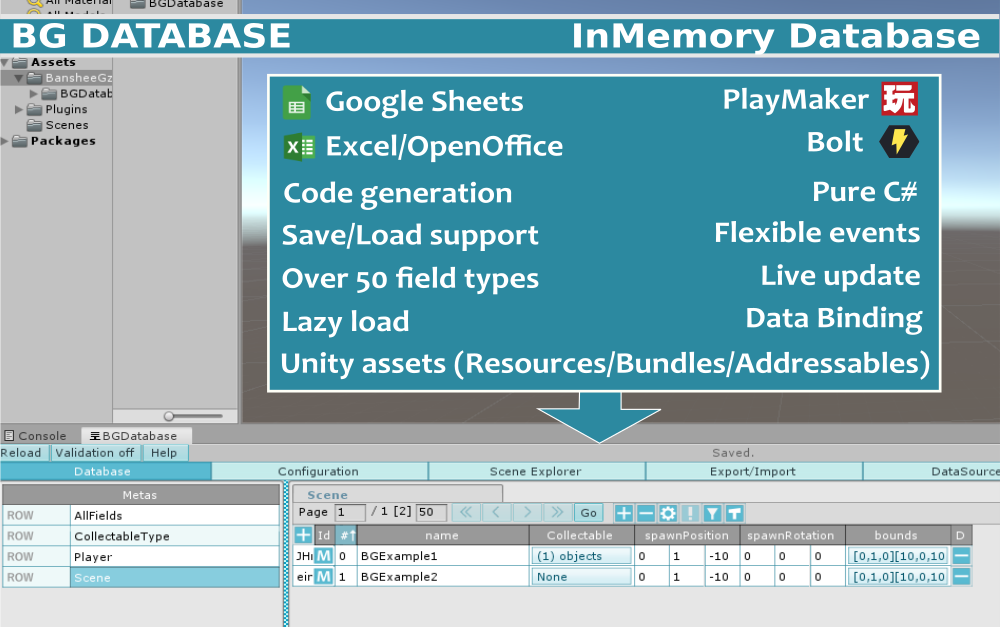 All Material
BGDatabase
All Models
BG DATABASE InMemory Database
Assets
BansheeGz
BGDatab
Plugins
Scenes
Packages
Google Sheets PlayMaker 玩
Excel/OpenOffice Bolt
Code generation Pure C#
Save/Load support Flexible events
Over 50 field types Live update
Lazy load Data Binding
Unity assets (Resources/Bundles/Addressables)
Console BGDatabase
Reload Validation off Help Saved.
Database Configuration Scene Explorer Export/Import DataSource
Metas
ROW AllFields
ROW CollectableType
ROW Player
ROW Scene
Scene
Page 1 / 1 [2] 50 Go
Id # name Collectable spawnPosition spawnRotation bounds D
JH M 0 BGExample1 (1) objects 0 1 -10 0 0 0 [0,1,0][10,0,10
eir M 1 BGExample2 None 0 1 -10 0 0 0 [0,1,0][10,0,10